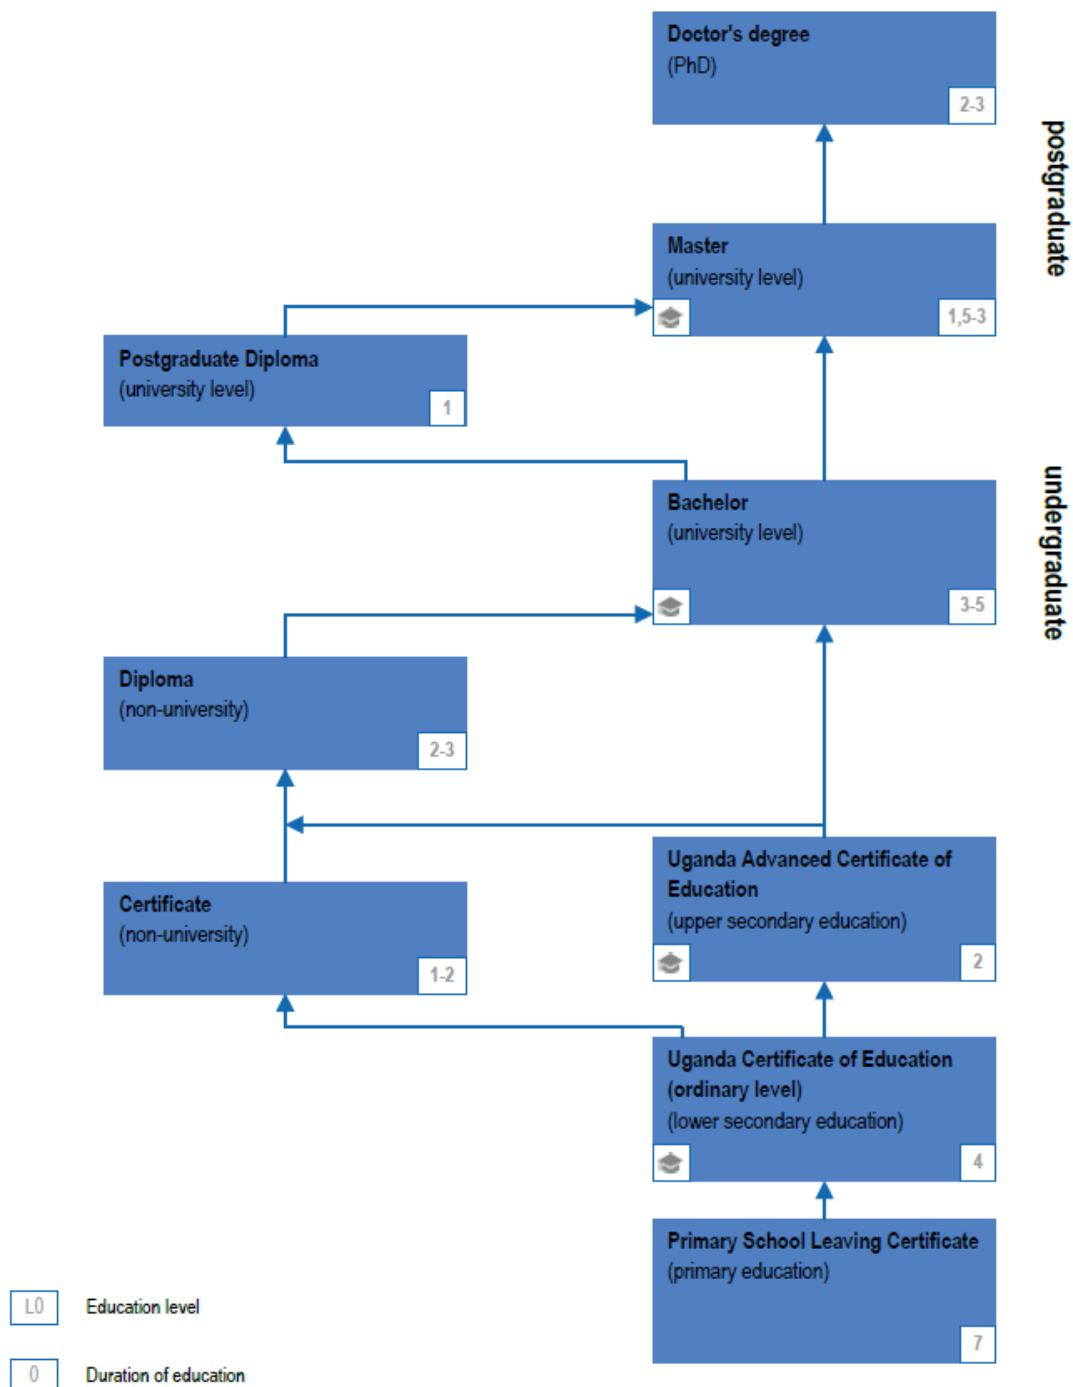 Doctor's degree
(PhD)
2-3
postgraduate
Master
(university level)
1,5-3
Postgraduate Diploma
(university level)
1
undergraduate
Bachelor
(university level)
3-5
Diploma
(non-university)
2-3
Uganda Advanced Certificate of
Education
(upper secondary education)
2
Certificate
(non-university)
1-2
Uganda Certificate of Education
(ordinary level)
(lower secondary education)
4
Primary School Leaving Certificate
(primary education)
7
L0 Education level
0 Duration of education